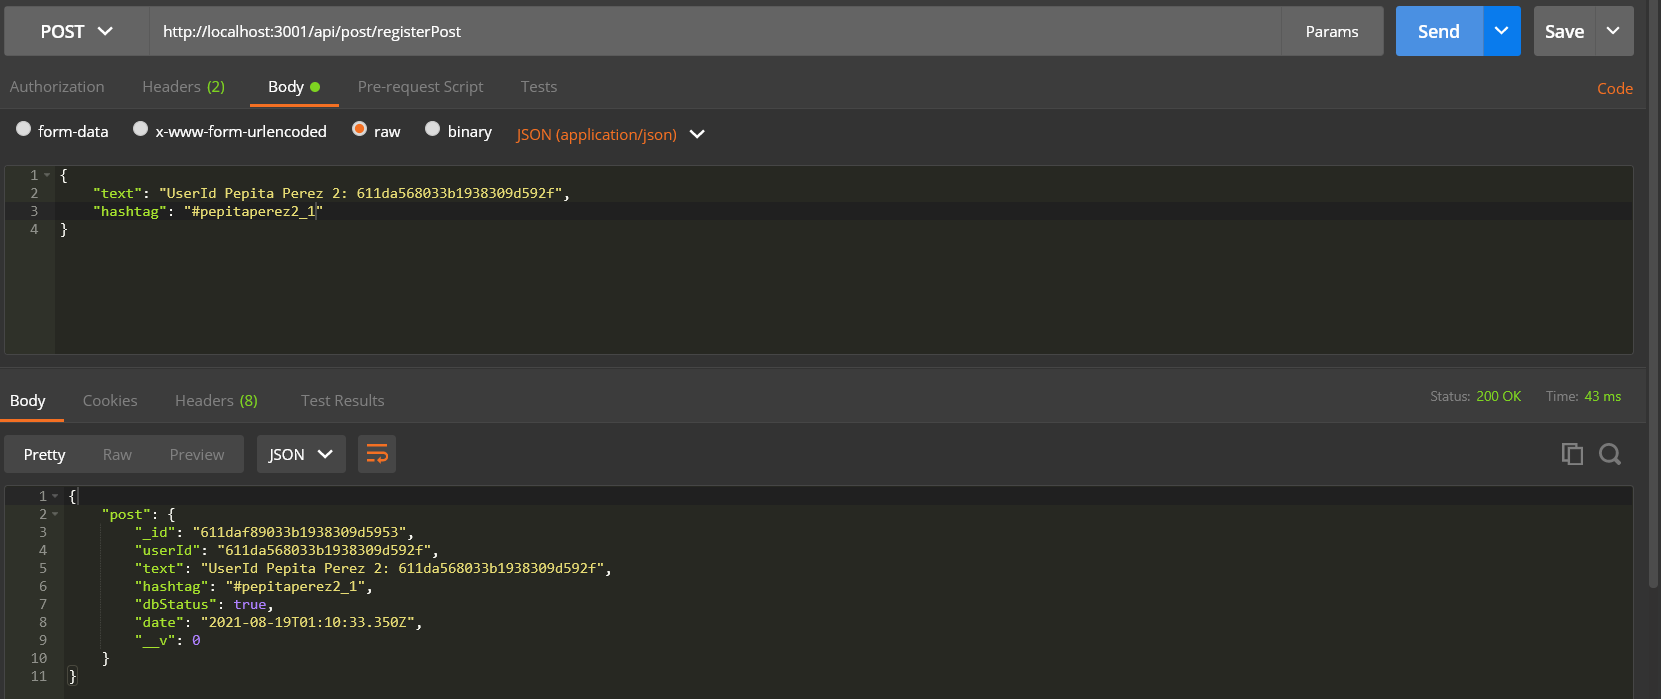 POST http://localhost:3001/api/post/registerPost Params Send Save
Authorization Headers (2) Body Pre-request Script Tests Code
form-data x-www-form-urlencoded raw binary JSON (application/json)
1 {
2 "text": "UserId Pepita Perez 2: 611da568033b1938309d592f",
3 "hashtag": "#pepitaperez2_1"
4 }
Body Cookies Headers (8) Test Results Status: 200 OK Time: 43 ms
Pretty Raw Preview JSON
1 {
2 "post": {
3 "_id": "611daf89033b1938309d5953",
4 "userId": "611da568033b1938309d592f",
5 "text": "UserId Pepita Perez 2: 611da568033b1938309d592f",
6 "hashtag": "#pepitaperez2_1",
7 "dbStatus": true,
8 "date": "2021-08-19T01:10:33.350Z",
9 "__v": 0
10 }
11 }